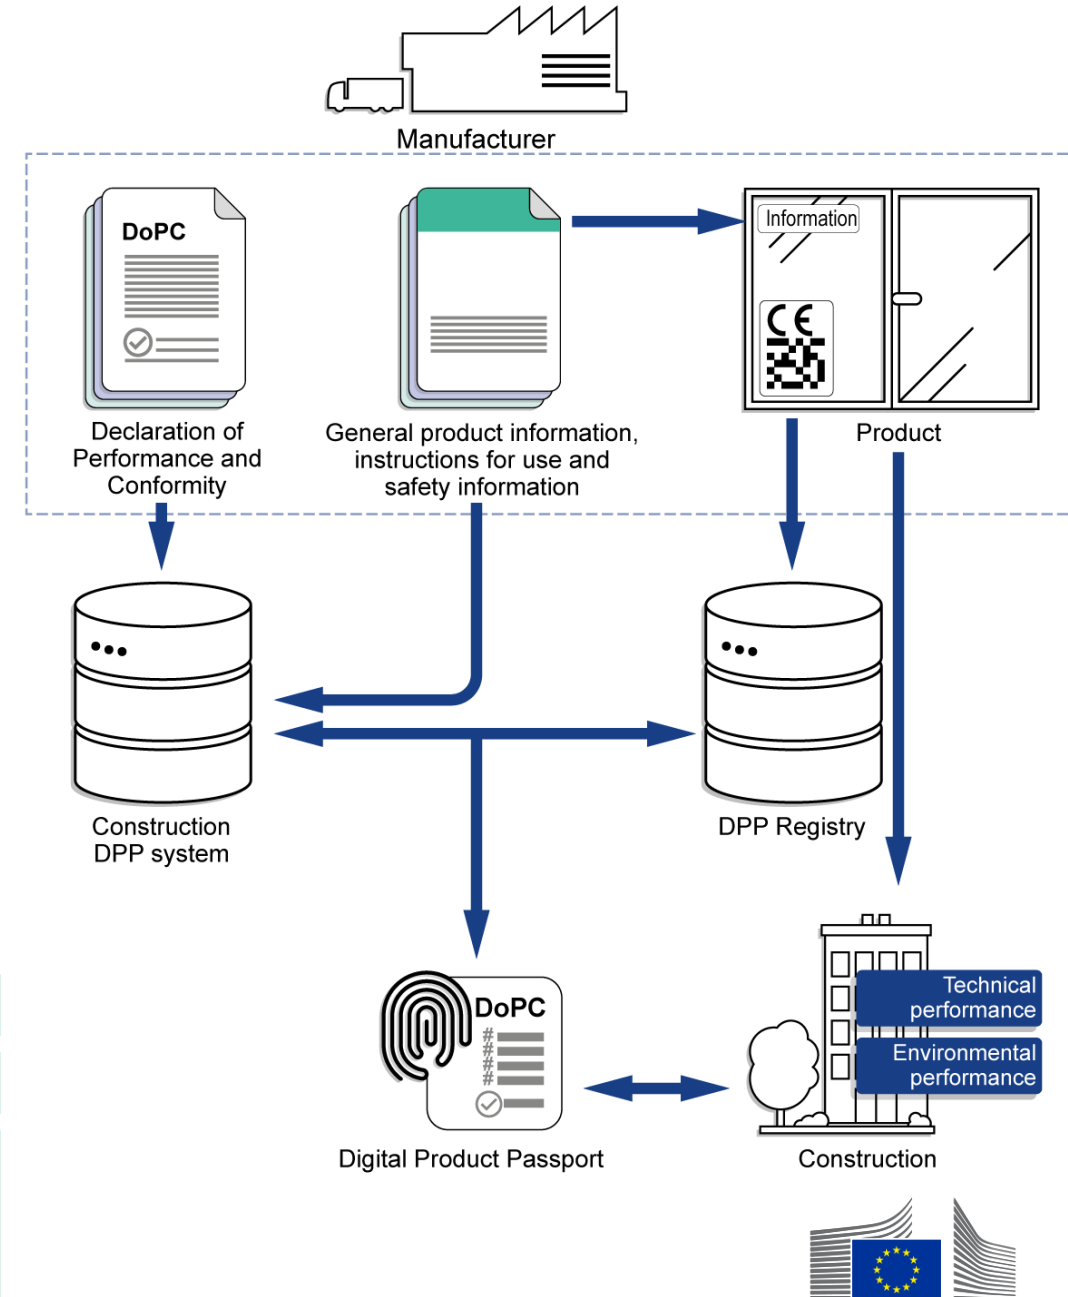 Manufacturer
DoPC
Information
CE
Declaration of
Performance and
Conformity
General product information,
instructions for use and
safety information
Product
Construction
DPP system
DPP Registry
DoPC
#
#
#
#
Technical
performance
Environmental
performance
Digital Product Passport
Construction